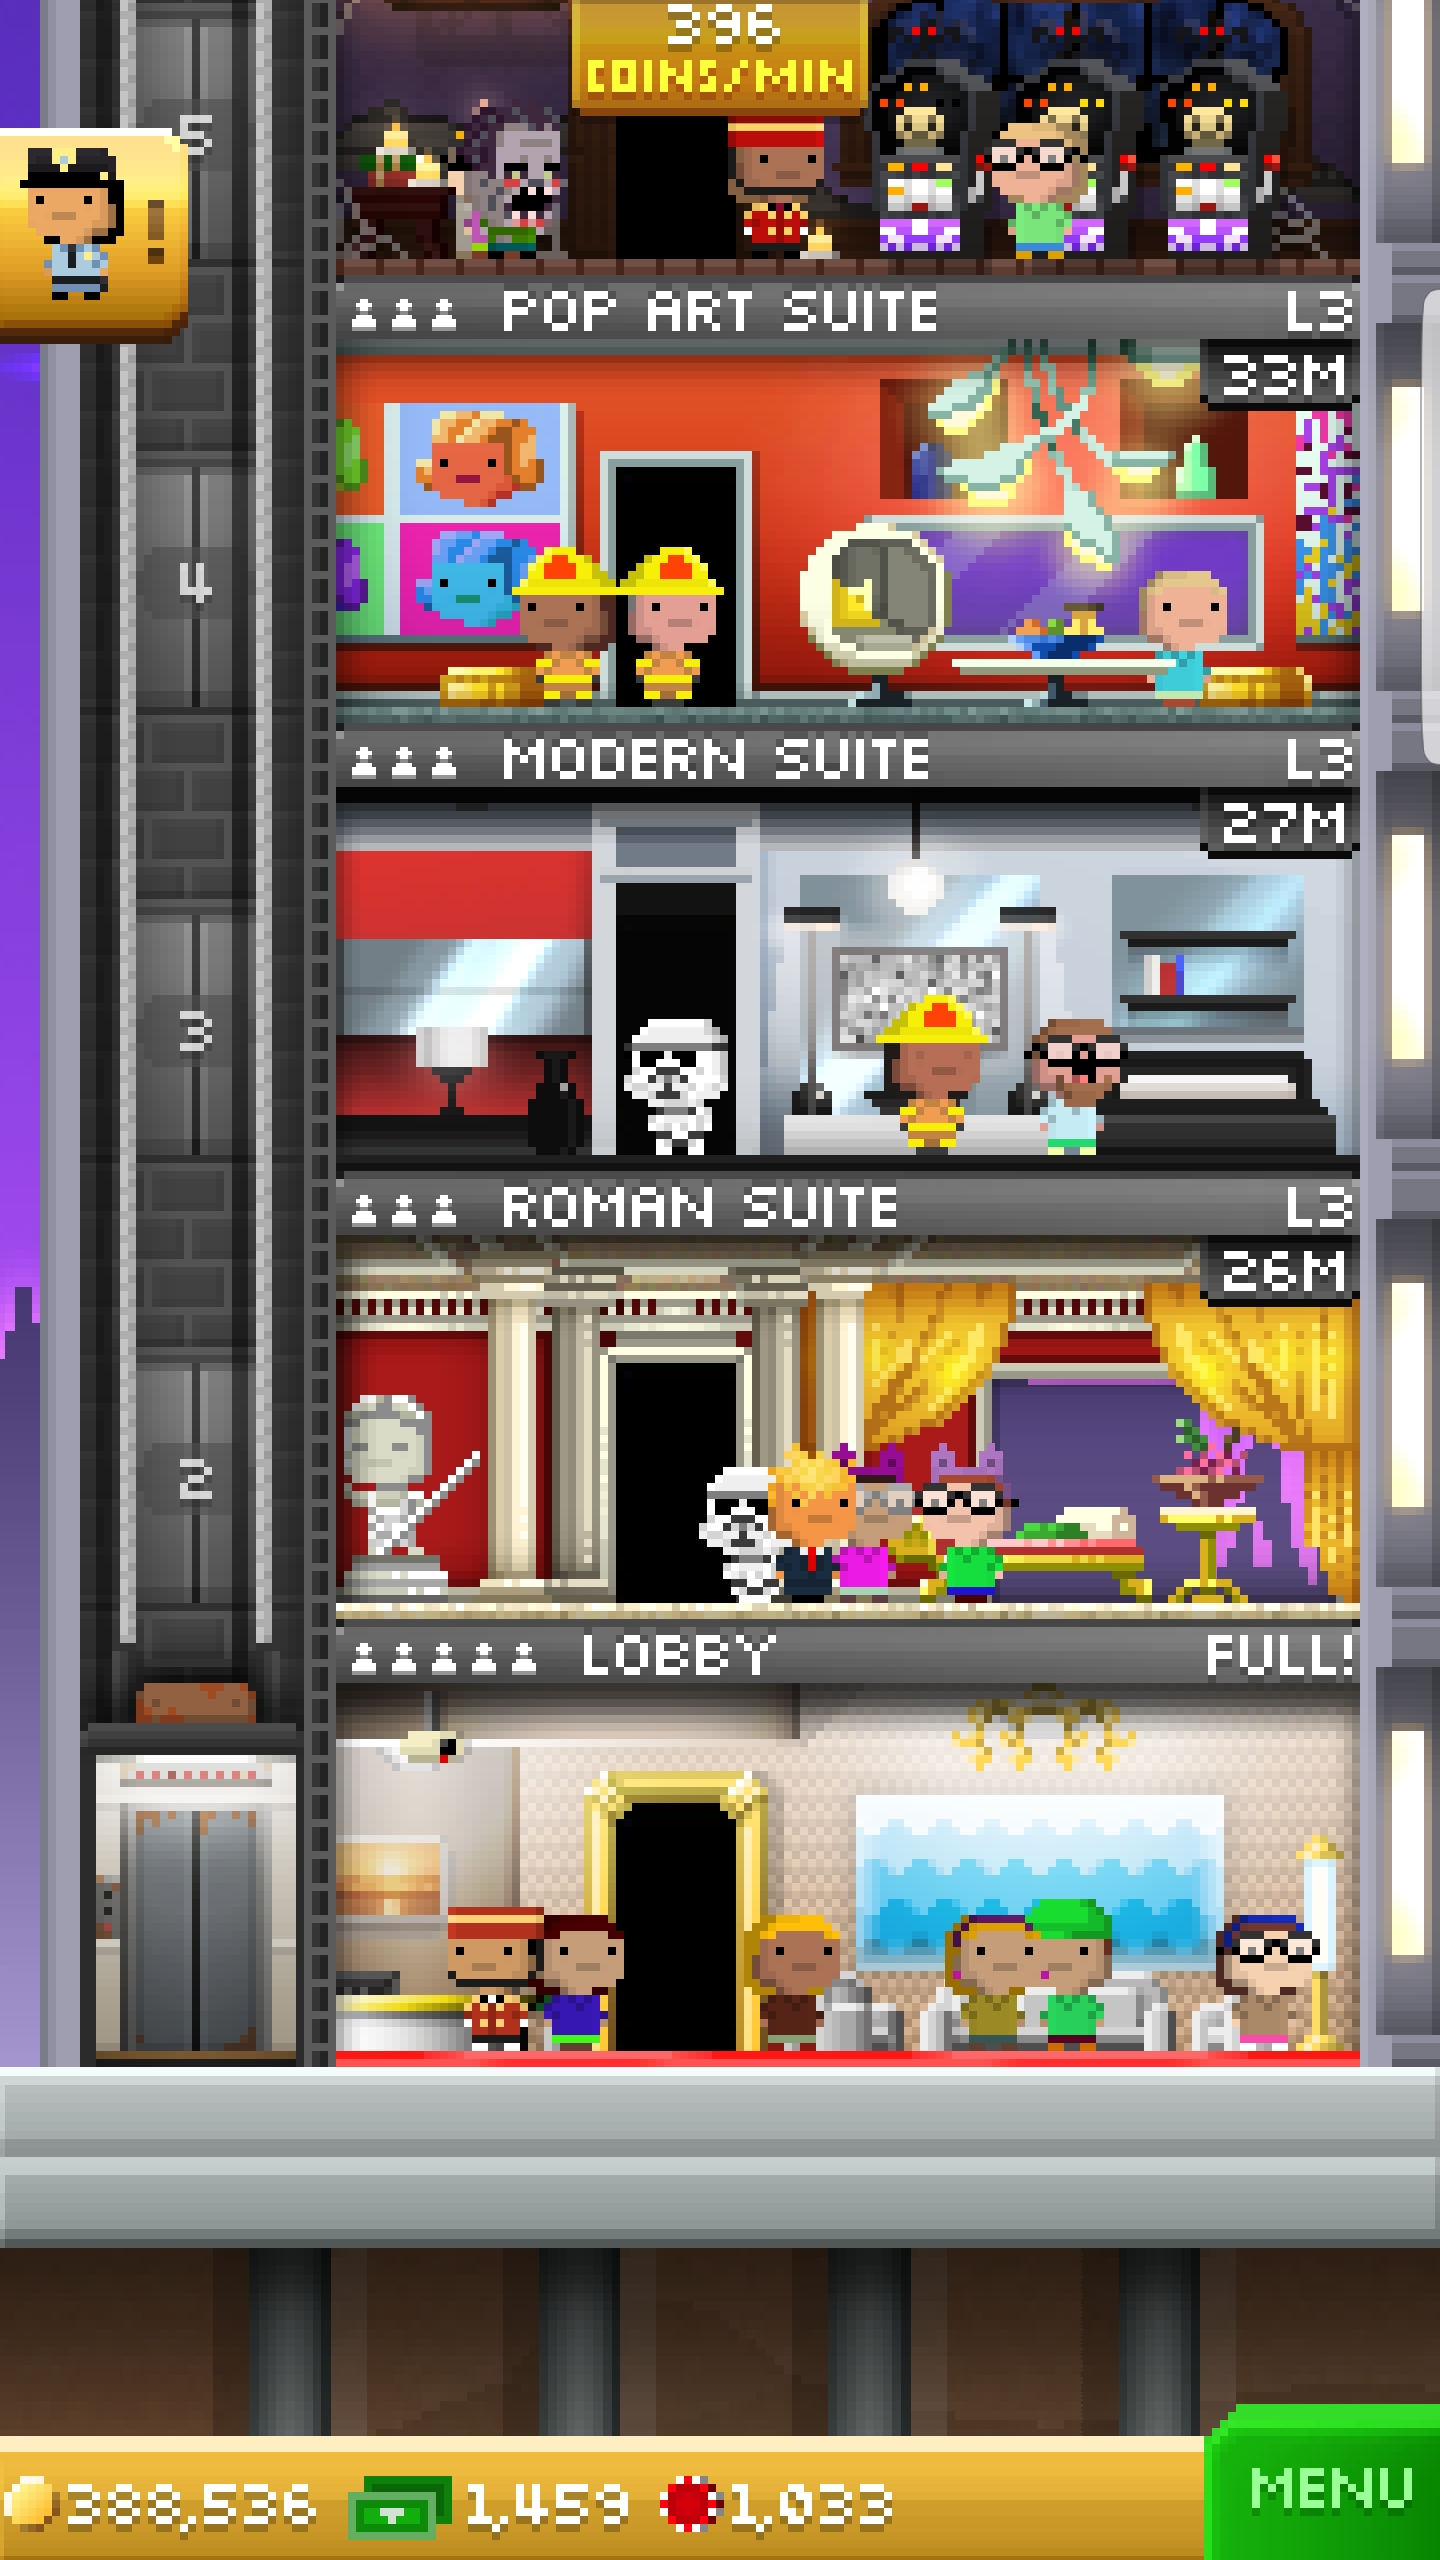 396
COINS/MIN
5
!
POP ART SUITE L3
33M
4
MODERN SUITE L3
27M
3
ROMAN SUITE L3
26M
2
LOBBY FULL!
388,536 1,459 1,033
MENU